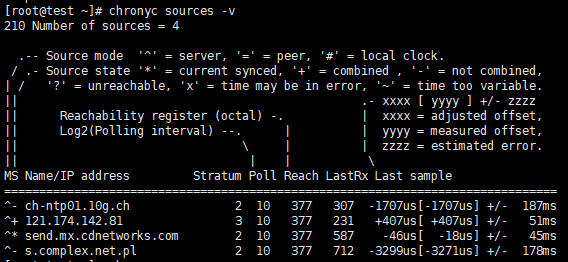 [root@test ~]# chronyc sources -v
210 Number of sources = 4
  .-- Source mode  '^' = server, '=' = peer, '#' = local clock.
 / .- Source state '*' = current synced, '+' = combined , '-' = not combined,
| /   '?' = unreachable, 'x' = time may be in error, '~' = time too variable.
||                                                 .- xxxx [ yyyy ] +/- zzzz
||      Reachability register (octal) -.           |  xxxx = adjusted offset,
||      Log2(Polling interval) --.      |          |  yyyy = measured offset,
||                                \     |          |  zzzz = estimated error.
||                                 |    |           \
MS Name/IP address         Stratum Poll Reach LastRx Last sample
===============================================================================
^- ch-ntp01.10g.ch               2  10   377   307  -1707us[-1707us] +/-  187ms
^+ 121.174.142.81                3  10   377   231   +407us[ +407us] +/-   51ms
^* send.mx.cdnetworks.com        2  10   377   587    -46us[  -18us] +/-   45ms
^- s.complex.net.pl              2  10   377   712  -3299us[-3271us] +/-  178ms